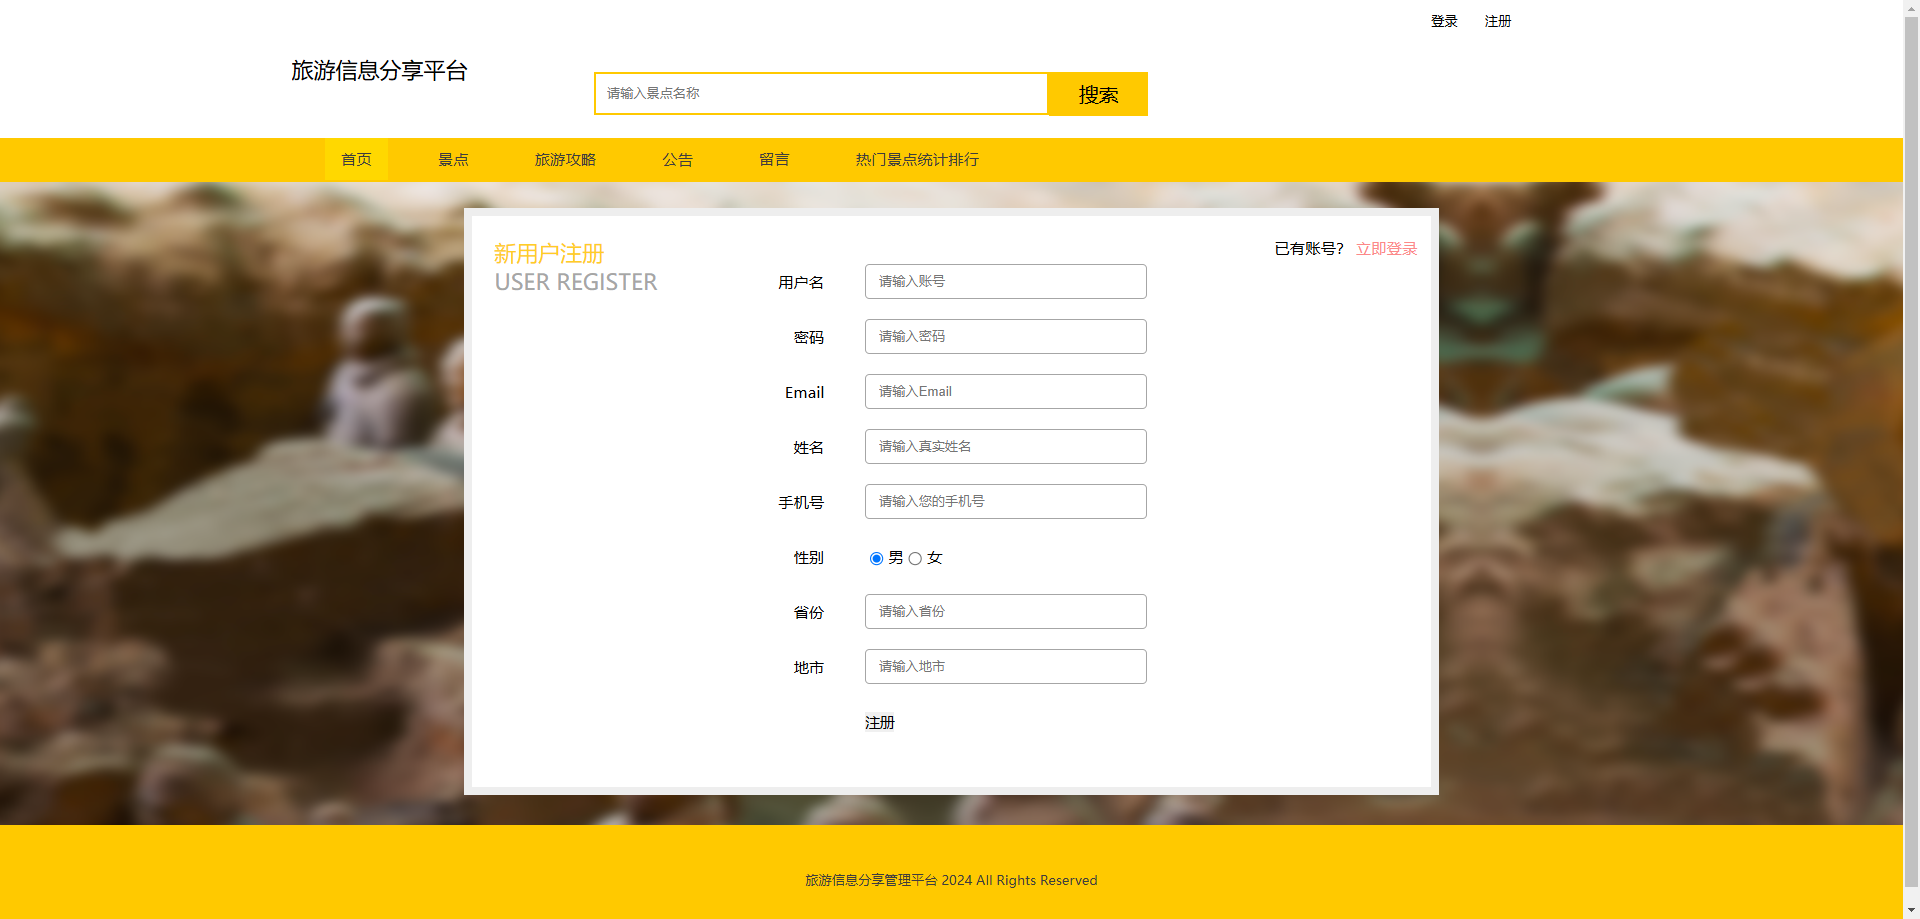 登录 注册
旅游信息分享平台
请输入景点名称 搜索
首页 景点 旅游攻略 公告 留言 热门景点统计排行
新用户注册 已有账号? 立即登录
USER REGISTER
用户名 请输入账号
密码 请输入密码
Email 请输入Email
姓名 请输入真实姓名
手机号 请输入您的手机号
性别 男 女
省份 请输入省份
地市 请输入地市
注册
旅游信息分享管理平台 2024 All Rights Reserved